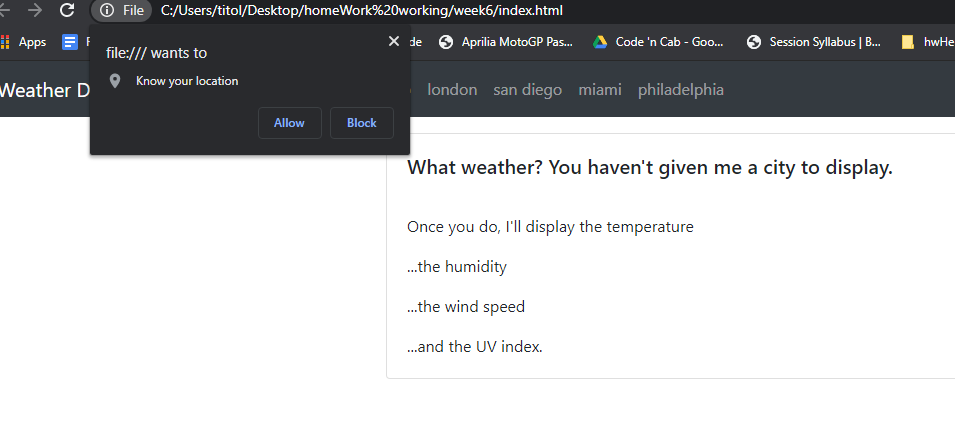 File C:/Users/titol/Desktop/homeWork%20working/week6/index.html
Apps Aprilia MotoGP Pas... Code 'n Cab - Goo... Session Syllabus | B... hwHe
file:/// wants to
Know your location
Allow Block
Weather D london san diego miami philadelphia
What weather? You haven't given me a city to display.
Once you do, I'll display the temperature
...the humidity
...the wind speed
...and the UV index.